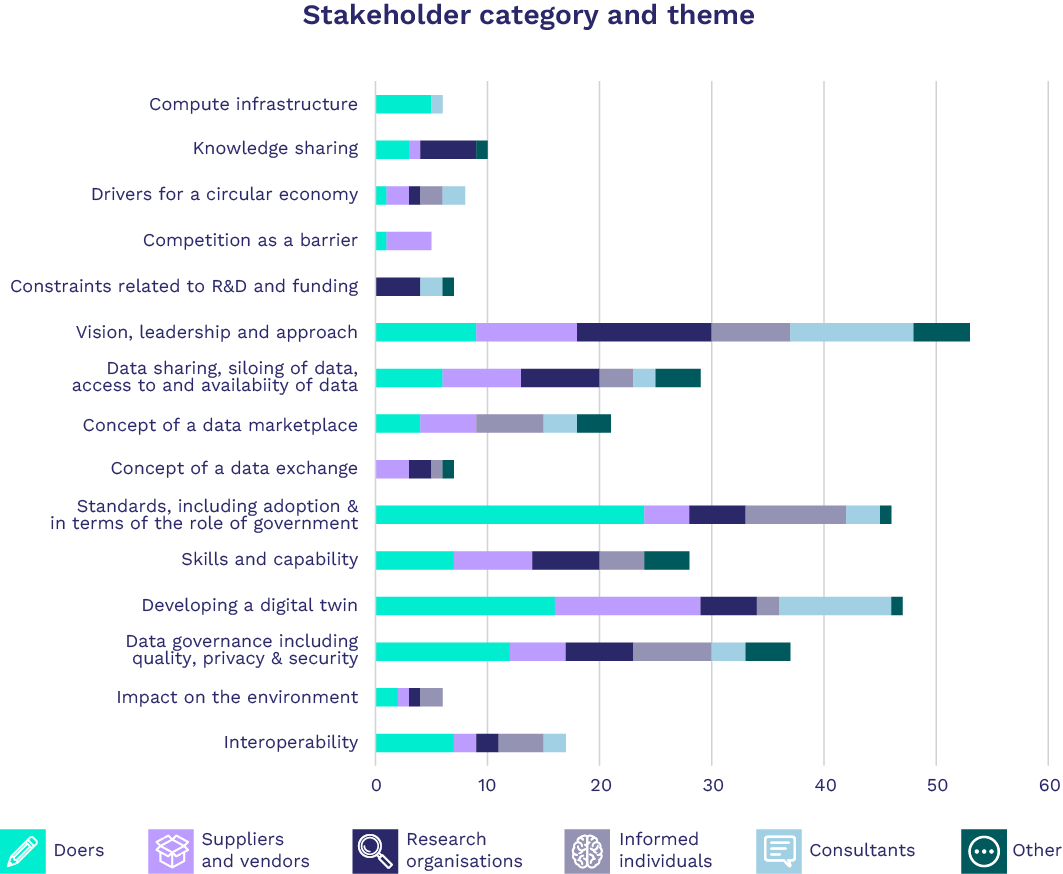 Stakeholder category and theme
Compute infrastructure
Knowledge sharing
Drivers for a circular economy
Competition as a barrier
Constraints related to R&D and funding
Vision, leadership and approach
Data sharing, siloing of data,
access to and availabiity of data
Concept of a data marketplace
Concept of a data exchange
Standards, including adoption &
in terms of the role of government
Skills and capability
Developing a digital twin
Data governance including
quality, privacy & security
Impact on the environment
Interoperability
0 10 20 30 40 50 60
Doers
Suppliers
and vendors
Research
organisations
Informed
individuals
Consultants
Other